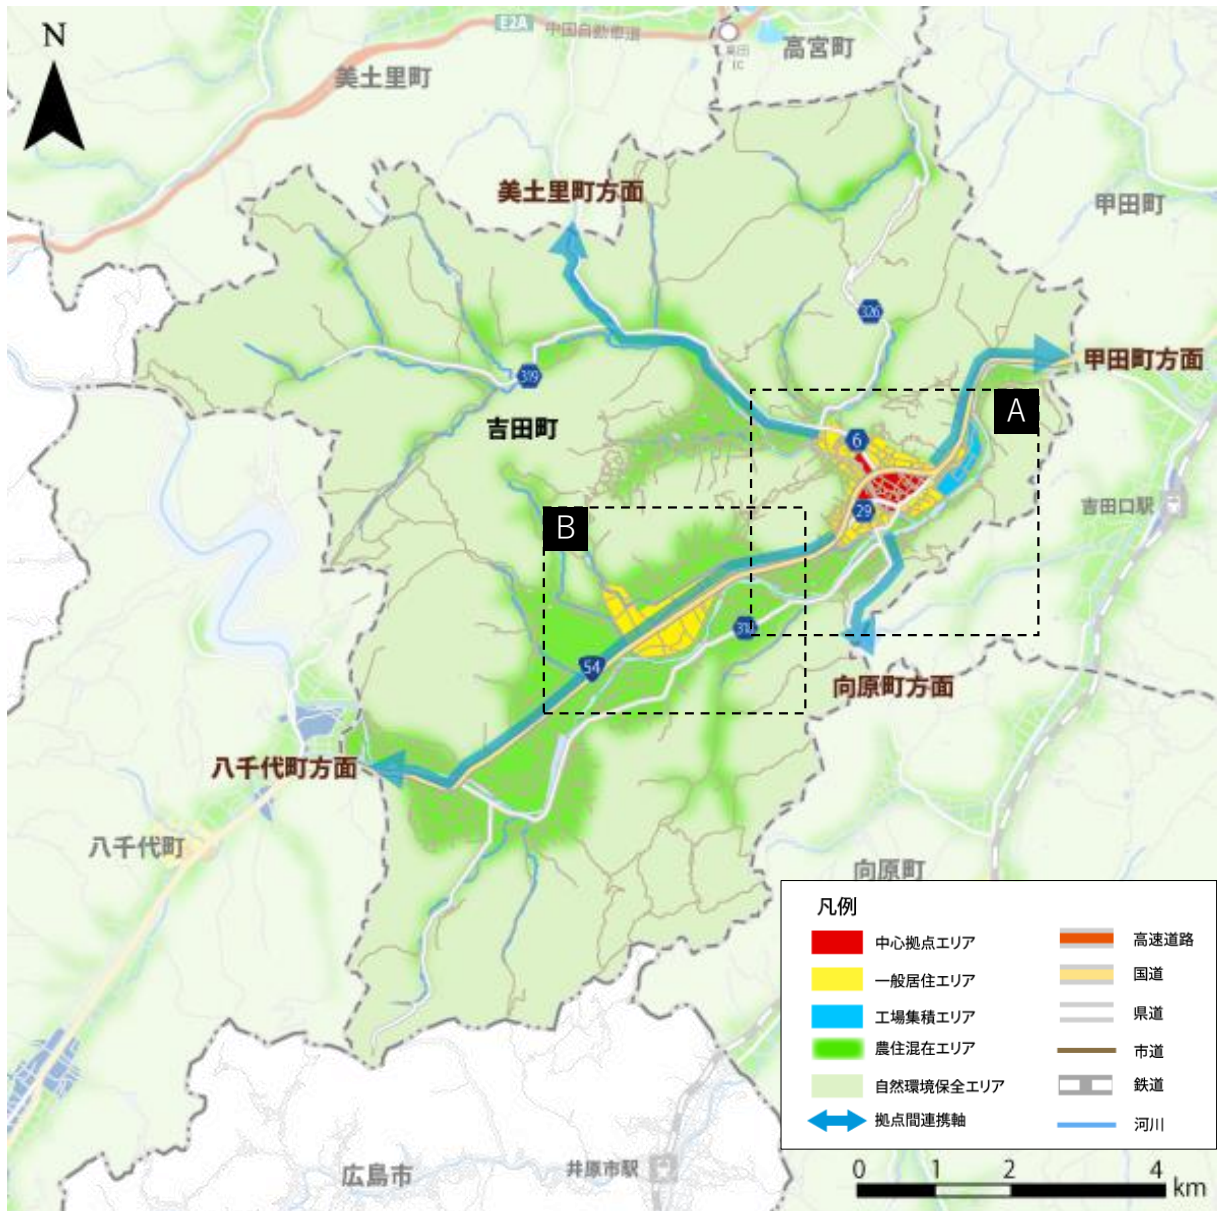 N
E2A
中国自動車道
高田
IC
高宮町
美土里町
美土里町方面
甲田町
326
甲田町方面
319
吉田町
A
6
吉田口駅
29
B
54
向原町方面
八千代町方面
八千代町
向原町
凡例
中心拠点エリア
一般居住エリア
工場集積エリア
農住混在エリア
自然環境保全エリア
拠点間連携軸
高速道路
国道
県道
市道
鉄道
河川
広島市
井原市駅
0 1 2 4 km